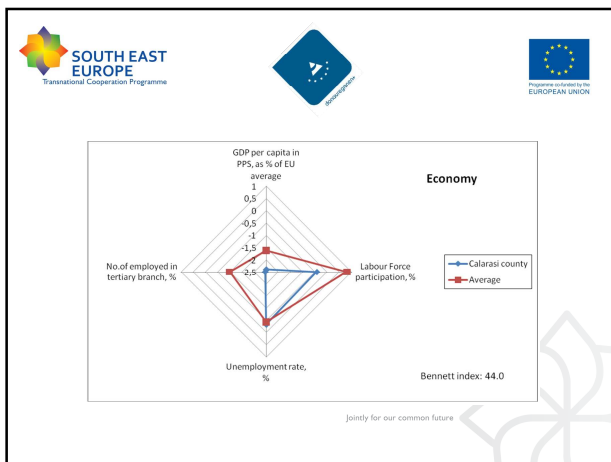 SOUTH EAST
EUROPE
Transnational Cooperation Programme
donauregionen+
Programme co-funded by the
EUROPEAN UNION
GDP per capita in
PPS, as % of EU
average
Economy
1
0,5
0
-0,5
-1
-1,5
-2
-2,5
No.of employed in
tertiary branch, %
Labour Force
participation, %
Calarasi county
Average
Unemployment rate,
%
Bennett index: 44.0
Jointly for our common future